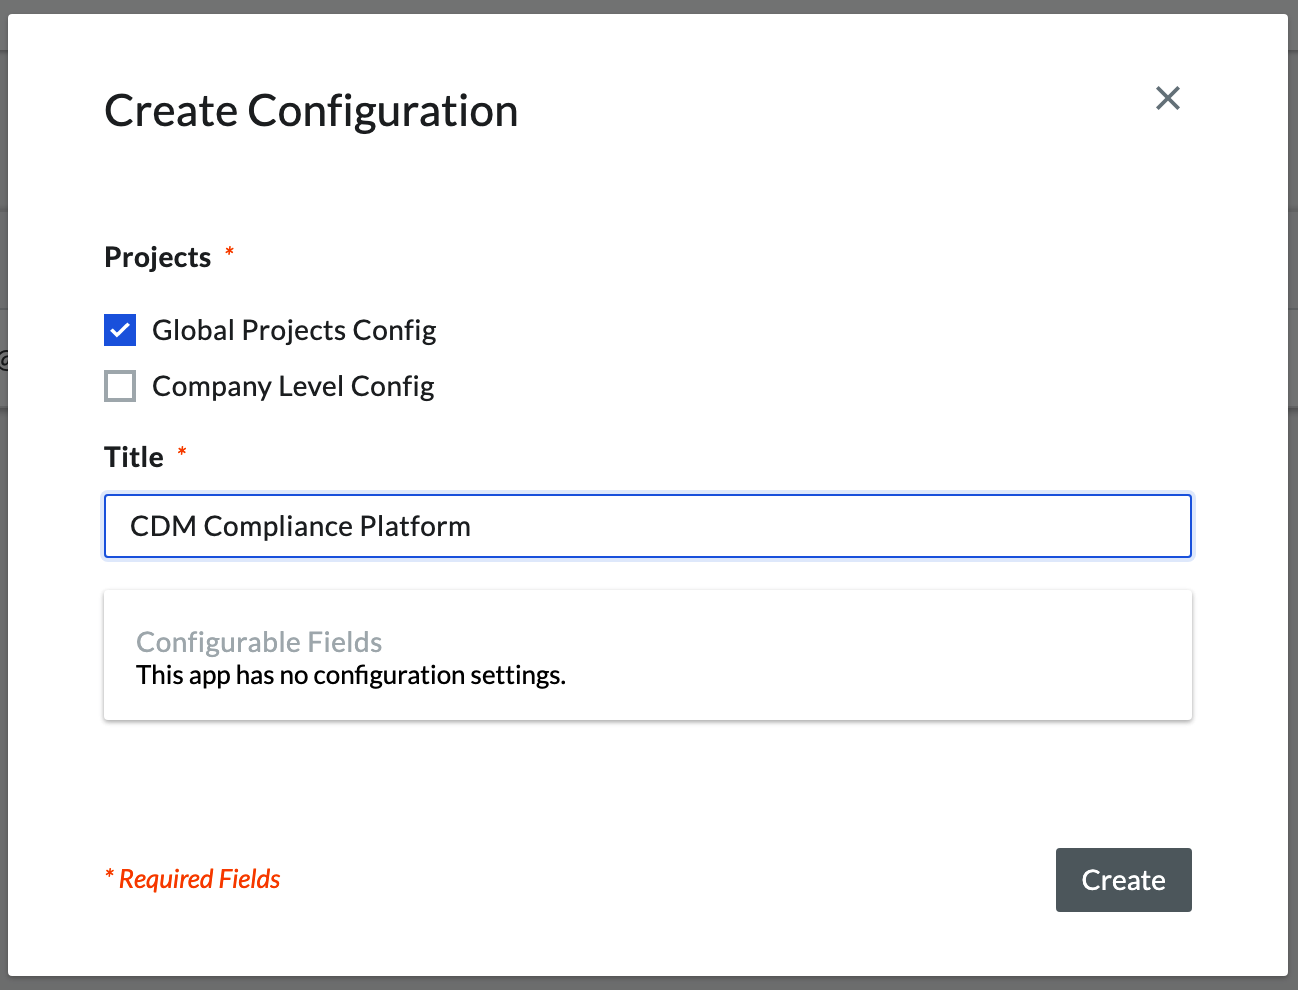 Create Configuration
Projects *
Global Projects Config
Company Level Config
Title *
CDM Compliance Platform
Configurable Fields
This app has no configuration settings.
* Required Fields
Create